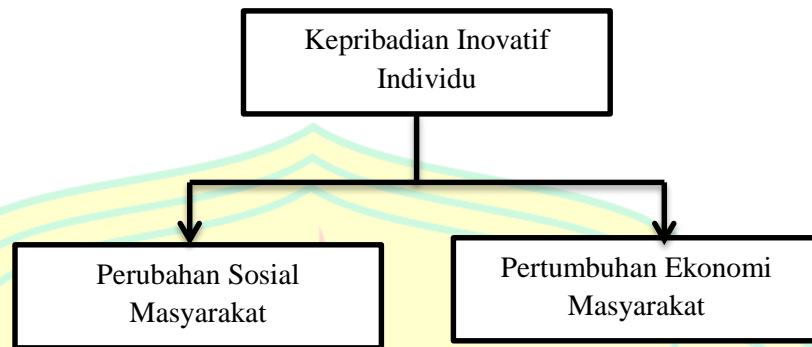 Kepribadian Inovatif
Individu
Perubahan Sosial
Masyarakat
Pertumbuhan Ekonomi
Masyarakat